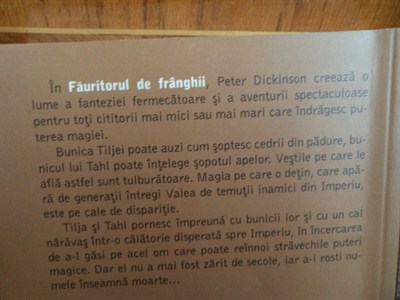 În Făuritorul de frânghii, Peter Dickinson creează o
lume a fanteziei fermecătoare şi a aventurii spectaculoase
pentru toţi cititorii mai mici sau mai mari care îndrăgesc pu-
terea magiei.
Bunica Tiljei poate auzi cum şoptesc cedrii din pădure, bu-
nicul lui Tahl poate înţelege şopotul apelor. Veştile pe care le
află astfel sunt tulburătoare. Magia pe care o deţin, care apă-
ră de generaţii întregi Valea de temuţii inamici din Imperiu,
este pe cale de dispariţie.
Tilja şi Tahl pornesc împreună cu bunicii lor şi cu un cal
nărăvaş într-o călătorie disperată spre Imperiu, în încercarea
de a-l găsi pe acel om care poate reînnoi străvechile puteri
magice. Dar el nu a mai fost zărit de secole, iar a-i rosti nu-
mele înseamnă moarte...